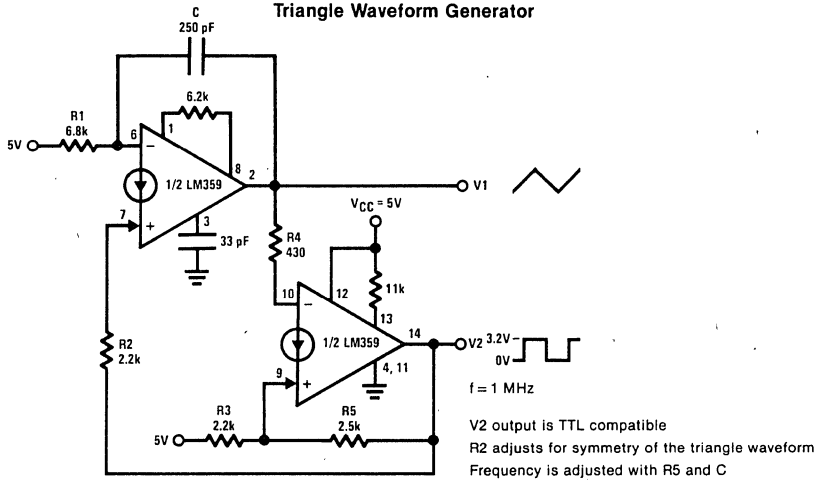 Triangle Waveform Generator
C
250 pF
6.2k
R1
6.8k
5V
6
1
8
2
−
1/2 LM359
+
7
3
33 pF
V1
VCC = 5V
R4
430
11k
10
12
13
−
1/2 LM359
14
V2
3.2V
0V
9
+
4, 11
R2
2.2k
f = 1 MHz
R3
2.2k
R5
2.5k
5V
V2 output is TTL compatible
R2 adjusts for symmetry of the triangle waveform
Frequency is adjusted with R5 and C